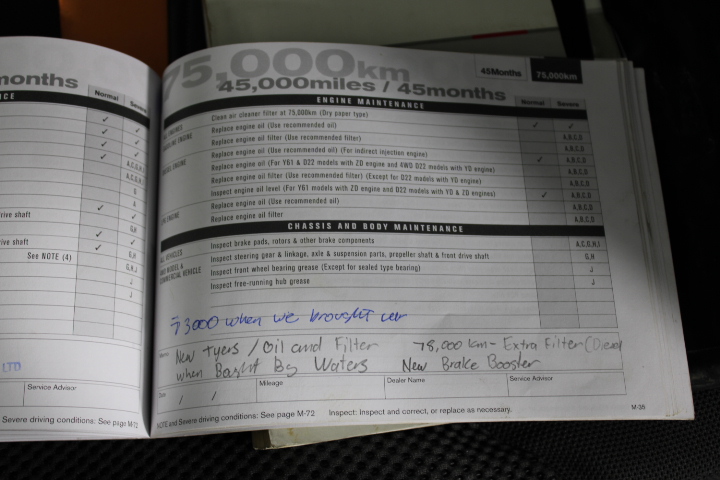 months
Normal
Severe
A,C,G,H,I
A,C,G,H,I
A
drive shaft
G,H
drive shaft
See NOTE (4)
G,H
G,H,J
J
J
LTD
Service Advisor
Severe driving conditions: See page M-72
75,000km
45,000miles / 45months
45Months
75,000km
ENGINE MAINTENANCE
Normal
Severe
Clean air cleaner filter at 75,000km (Dry paper type)
Replace engine oil (Use recommended oil)
Replace engine oil filter (Use recommended filter)
A,B,C,D
Replace engine oil (Use recommended oil) (For indirect injection engine)
A,B,C,D
Replace engine oil (For Y61 & D22 models with ZD engine and 4WD D22 models with YD engine)
A,B,C,D
Replace engine oil filter (Use recommended filter) (Except for D22 models with YD engine)
A,B,C,D
Inspect engine oil level (For Y61 models with ZD engine and D22 models with YD & ZD engines)
A,B,C,D
Replace engine oil (Use recommended oil)
A,B,C,D
Replace engine oil filter
A,B,C,D
CHASSIS AND BODY MAINTENANCE
ALL VEHICLES
Inspect brake pads, rotors & other brake components
A,C,G,H,I
Inspect steering gear & linkage, axle & suspension parts, propeller shaft & front drive shaft
G,H
COMMERCIAL VEHICLE
Inspect front wheel bearing grease (Except for sealed type bearing)
J
Inspect free-running hub grease
J
73000 when we brought uer
New tyers / Oil and Filter
when Bought By Waters
78,000 km- Extra Filter (Diesel)
New Brake Booster
Date
/ /
Mileage
Dealer Name
Service Advisor
NOTE and Severe driving conditions: See page M-72
Inspect: Inspect and correct, or replace as necessary.
M-35